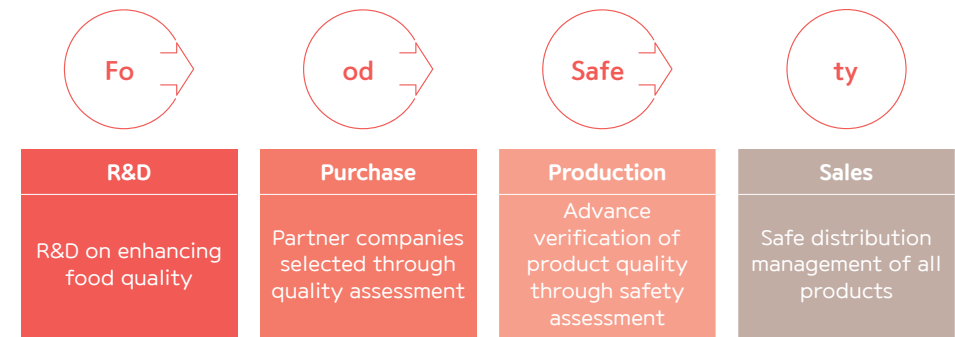 Fo
od
Safe
ty
R&D
R&D on enhancing
food quality
Purchase
Partner companies
selected through
quality assessment
Production
Advance
verification of
product quality
through safety
assessment
Sales
Safe distribution
management of all
products